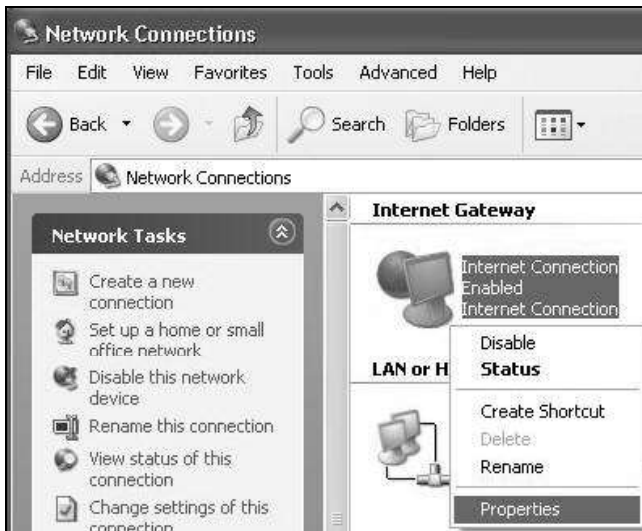 Network Connections
File Edit View Favorites Tools Advanced Help
Back Search Folders
Address Network Connections
Network Tasks
Create a new
connection
Set up a home or small
office network
Disable this network
device
Rename this connection
View status of this
connection
Change settings of this
connection
Internet Gateway
Internet Connection
Enabled
Internet Connection
LAN or H
Disable
Status
Create Shortcut
Delete
Rename
Properties